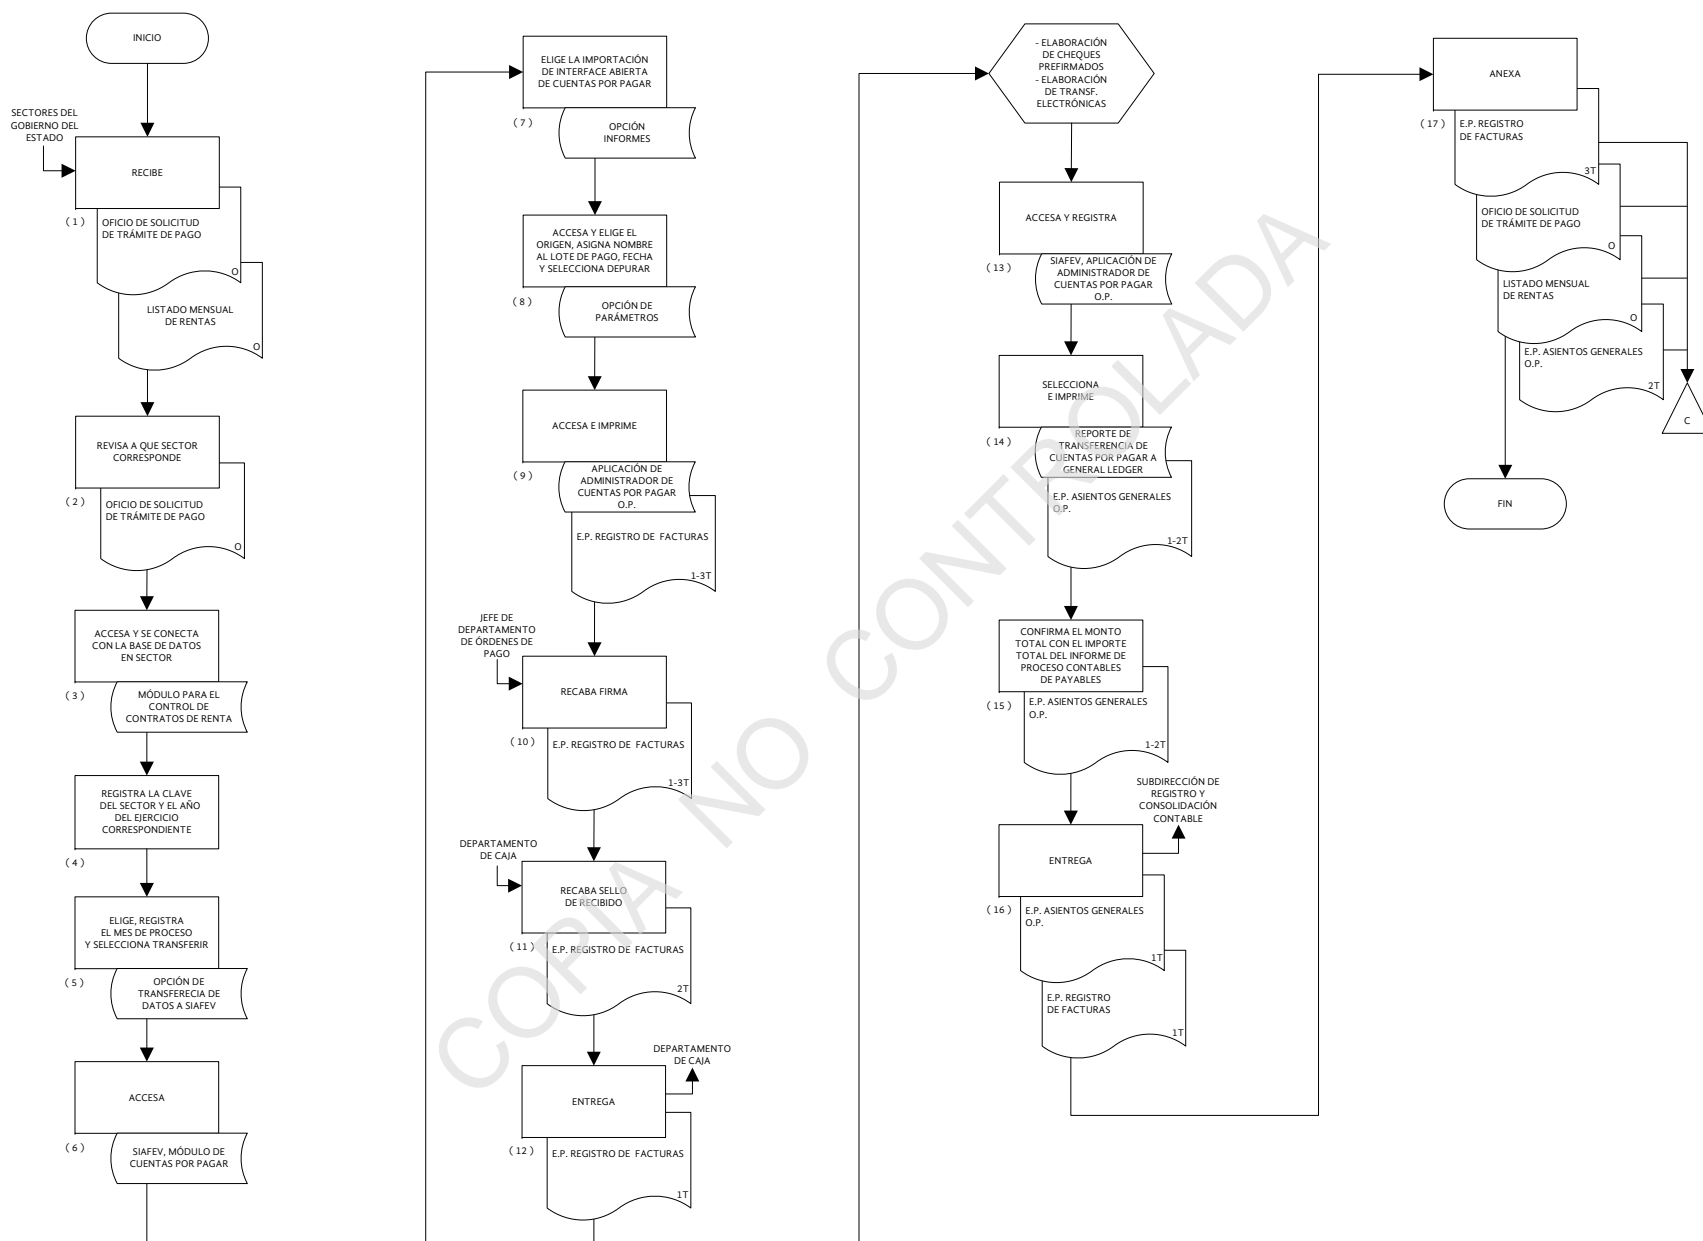 INICIO
SECTORES DEL
GOBIERNO DEL
ESTADO
RECIBE
( 1 )
OFICIO DE SOLICITUD
DE TRÁMITE DE PAGO
O
LISTADO MENSUAL
DE RENTAS
O
REVISA A QUE SECTOR
CORRESPONDE
( 2 )
OFICIO DE SOLICITUD
DE TRÁMITE DE PAGO
O
ACCESA Y SE CONECTA
CON LA BASE DE DATOS
EN SECTOR
( 3 )
MÓDULO PARA EL
CONTROL DE
CONTRATOS DE RENTA
REGISTRA LA CLAVE
DEL SECTOR Y EL AÑO
DEL EJERCICIO
CORRESPONDIENTE
( 4 )
ELIGE, REGISTRA
EL MES DE PROCESO
Y SELECCIONA TRANSFERIR
( 5 )
OPCIÓN DE
TRANSFERECIA DE
DATOS A SIAFEV
ACCESA
( 6 )
SIAFEV, MÓDULO DE
CUENTAS POR PAGAR
ELIGE LA IMPORTACIÓN
DE INTERFACE ABIERTA
DE CUENTAS POR PAGAR
( 7 )
OPCIÓN
INFORMES
ACCESA Y ELIGE EL
ORIGEN, ASIGNA NOMBRE
AL LOTE DE PAGO, FECHA
Y SELECCIONA DEPURAR
( 8 )
OPCIÓN DE
PARÁMETROS
ACCESA E IMPRIME
( 9 )
APLICACIÓN DE
ADMINISTRADOR DE
CUENTAS POR PAGAR
O.P.
E.P. REGISTRO DE FACTURAS
1-3T
JEFE DE
DEPARTAMENTO
DE ÓRDENES DE
PAGO
RECABA FIRMA
( 10 )
E.P. REGISTRO DE FACTURAS
1-3T
DEPARTAMENTO
DE CAJA
RECABA SELLO
DE RECIBIDO
( 11 )
E.P. REGISTRO DE FACTURAS
2T
DEPARTAMENTO
DE CAJA
ENTREGA
( 12 )
E.P. REGISTRO DE FACTURAS
1T
- ELABORACIÓN
DE CHEQUES
PREFIRMADOS
- ELABORACIÓN
DE TRANSF.
ELECTRÓNICAS
ACCESA Y REGISTRA
( 13 )
SIAFEV, APLICACIÓN DE
ADMINISTRADOR DE
CUENTAS POR PAGAR
O.P.
SELECCIONA
E IMPRIME
( 14 )
REPORTE DE
TRANSFERENCIA DE
CUENTAS POR PAGAR A
GENERAL LEDGER
E.P. ASIENTOS GENERALES
O.P.
1-2T
CONFIRMA EL MONTO
TOTAL CON EL IMPORTE
TOTAL DEL INFORME DE
PROCESO CONTABLES
DE PAYABLES
( 15 )
E.P. ASIENTOS GENERALES
O.P.
1-2T
SUBDIRECCIÓN DE
REGISTRO Y
CONSOLIDACIÓN
CONTABLE
ENTREGA
( 16 )
E.P. ASIENTOS GENERALES
O.P.
1T
E.P. REGISTRO
DE FACTURAS
1T
ANEXA
( 17 )
E.P. REGISTRO
DE FACTURAS
3T
OFICIO DE SOLICITUD
DE TRÁMITE DE PAGO
O
LISTADO MENSUAL
DE RENTAS
O
E.P. ASIENTOS GENERALES
O.P.
2T
C
FIN
COPIA NO CONTROLADA